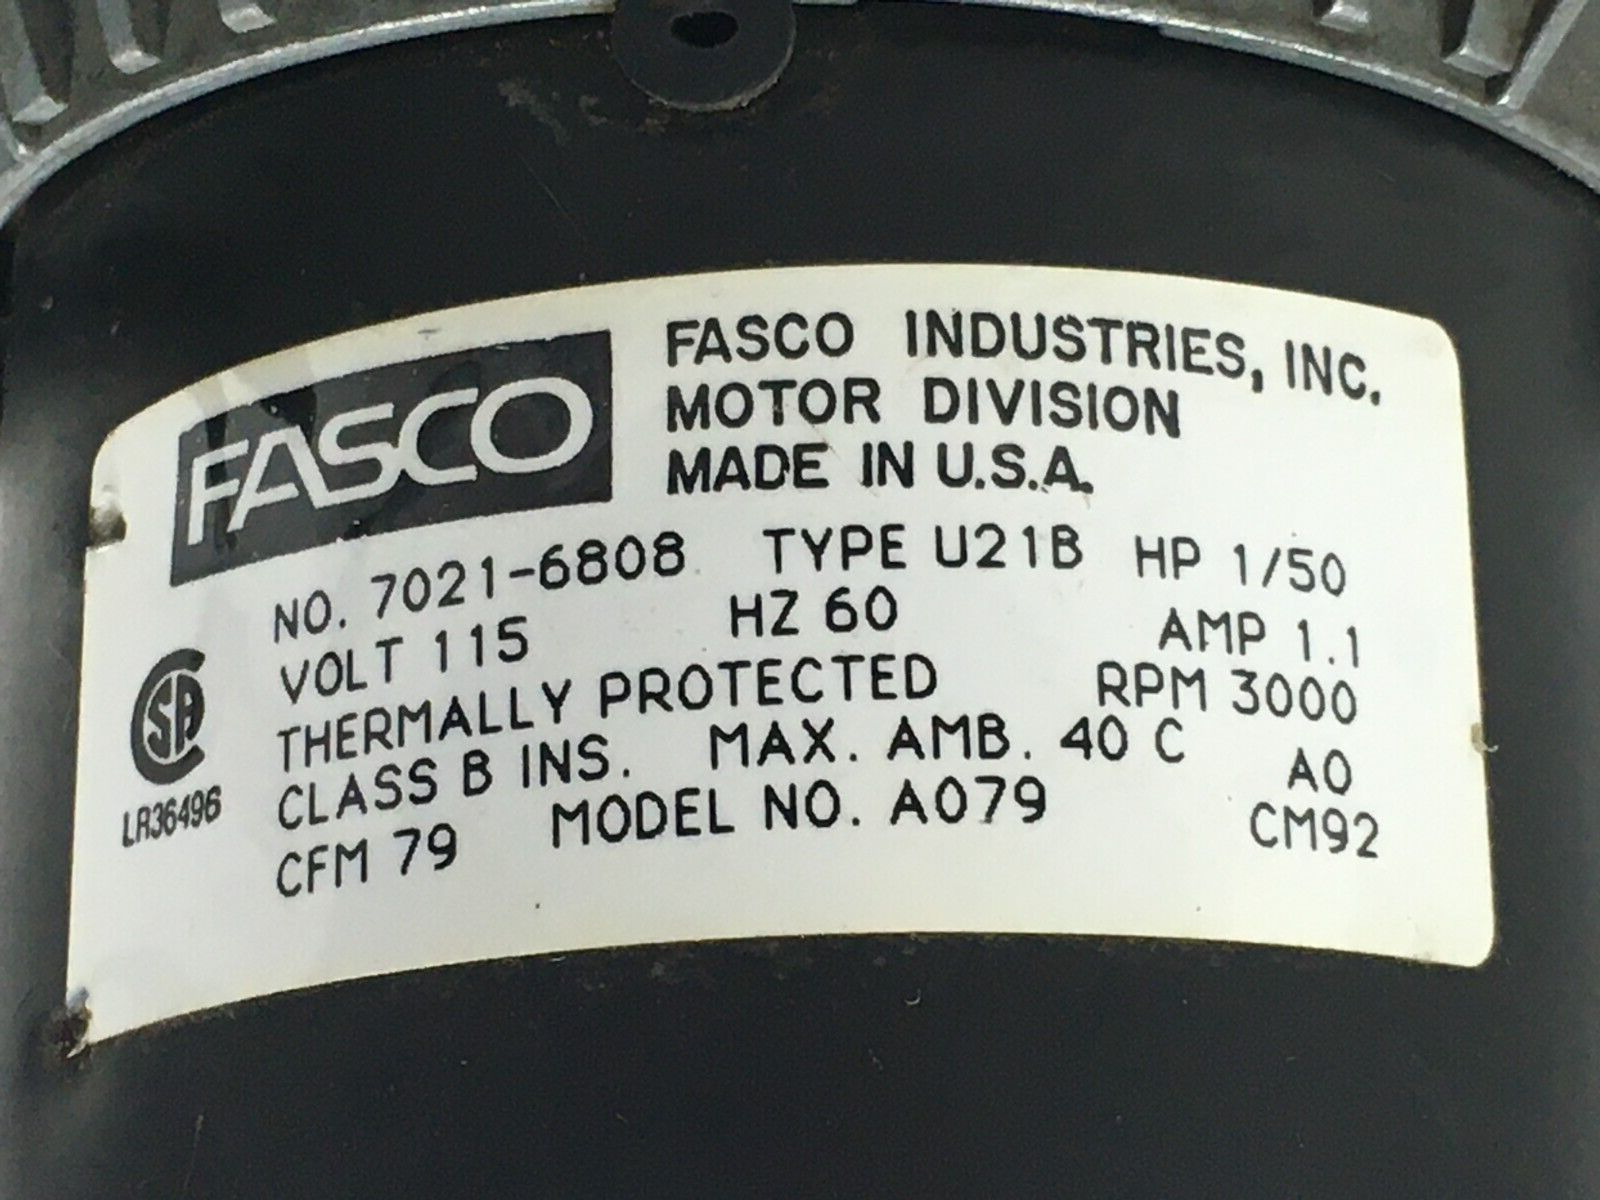 FASCO
FASCO INDUSTRIES, INC.
MOTOR DIVISION
MADE IN U.S.A.
NO. 7021-6808 TYPE U21B HP 1/50
VOLT 115 HZ 60 AMP 1.1
THERMALLY PROTECTED RPM 3000
CLASS B INS. MAX. AMB. 40 C AO
CFM 79 MODEL NO. A079 CM92
SA
LR36496